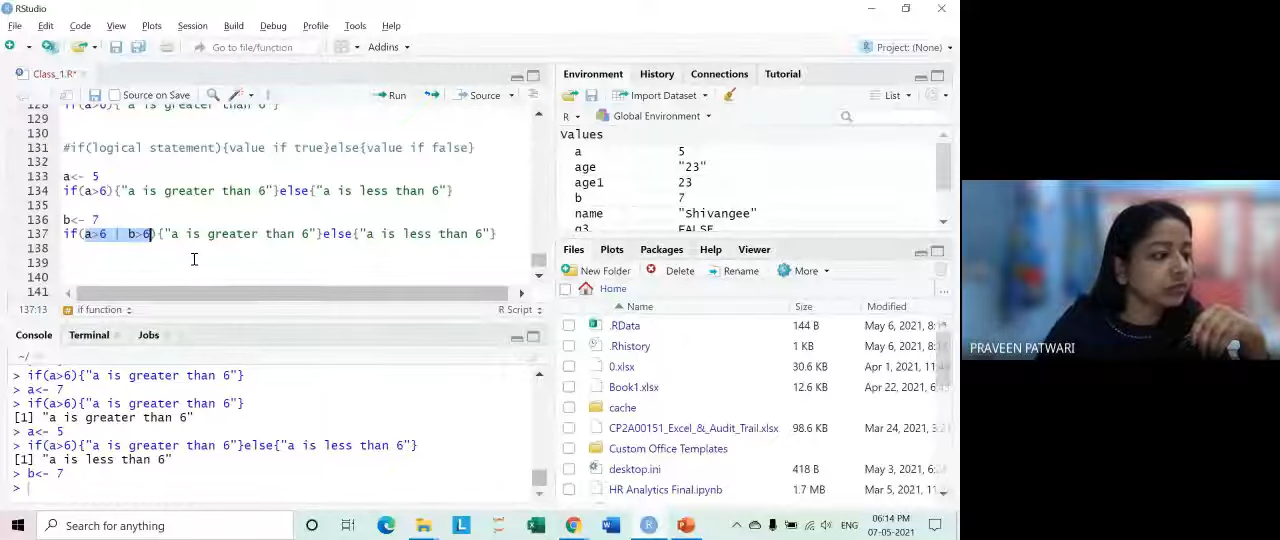 RStudio
File Edit Code View Plots Session Build Debug Profile Tools Help
Go to file/function Addins Project: (None)
Class_1.R*
Source on Save Run Source
128 if(a>6){"a is greater than 6"}
129
130
131 #if(logical statement){value if true}else{value if false}
132
133 a<- 5
134 if(a>6){"a is greater than 6"}else{"a is less than 6"}
135
136 b<- 7
137 if(a>6 | b>6){"a is greater than 6"}else{"a is less than 6"}
138
139
140
141
137:13 if function R Script
Console Terminal Jobs
~/
> if(a>6){"a is greater than 6"}
> a<- 7
> if(a>6){"a is greater than 6"}
[1] "a is greater than 6"
> a<- 5
> if(a>6){"a is greater than 6"}else{"a is less than 6"}
[1] "a is less than 6"
> b<- 7
>
Environment History Connections Tutorial
Import Dataset List
R Global Environment
Values
a 5
age "23"
age1 23
b 7
name "Shivangee"
FALSE
Files Plots Packages Help Viewer
New Folder Delete Rename More
Home ...
Name Size Modified
.RData 144 B May 6, 2021, 8:
.Rhistory 1 KB May 6, 2021, 8:
0.xlsx 30.6 KB Apr 1, 2021,
Book1.xlsx 12.6 KB Apr 22, 2021,
cache
CP2A00151_Excel_&_Audit_Trail.xlsx 98.6 KB Mar 24, 2021,
Custom Office Templates
desktop.ini 418 B May 3, 2021,
HR Analytics Final.ipynb 1.7 MB Mar 5, 2021,
PRAVEEN PATWARI
Search for anything
ENG
06:14 PM
07-05-2021